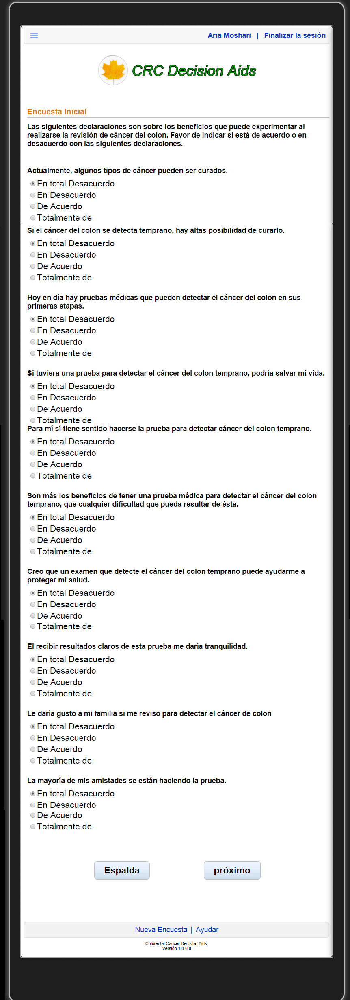 Aria Moshari | Finalizar la sesión
CRC Decision Aids
Encuesta Inicial
Las siguientes declaraciones son sobre los beneficios que puede experimentar al
realizarse la revisión de cáncer del colon. Favor de indicar si está de acuerdo o en
desacuerdo con las siguientes declaraciones.
Actualmente, algunos tipos de cáncer pueden ser curados.
En total Desacuerdo
En Desacuerdo
De Acuerdo
Totalmente de
Si el cáncer del colon se detecta temprano, hay altas posibilidad de curarlo.
En total Desacuerdo
En Desacuerdo
De Acuerdo
Totalmente de
Hoy en día hay pruebas médicas que pueden detectar el cáncer del colon en sus
primeras etapas.
En total Desacuerdo
En Desacuerdo
De Acuerdo
Totalmente de
Si tuviera una prueba para detectar el cáncer del colon temprano, podría salvar mi vida.
En total Desacuerdo
En Desacuerdo
De Acuerdo
Totalmente de
Para mí sí tiene sentido hacerse la prueba para detectar cáncer del colon temprano.
En total Desacuerdo
En Desacuerdo
De Acuerdo
Totalmente de
Son más los beneficios de tener una prueba médica para detectar el cáncer del colon
temprano, que cualquier dificultad que pueda resultar de ésta.
En total Desacuerdo
En Desacuerdo
De Acuerdo
Totalmente de
Creo que un examen que detecte el cáncer del colon temprano puede ayudarme a
proteger mi salud.
En total Desacuerdo
En Desacuerdo
De Acuerdo
Totalmente de
El recibir resultados claros de esta prueba me daría tranquilidad.
En total Desacuerdo
En Desacuerdo
De Acuerdo
Totalmente de
Le daría gusto a mi familia si me reviso para detectar el cáncer de colon
En total Desacuerdo
En Desacuerdo
De Acuerdo
Totalmente de
La mayoría de mis amistades se están haciendo la prueba.
En total Desacuerdo
En Desacuerdo
De Acuerdo
Totalmente de
Espalda próximo
Nueva Encuesta | Ayudar
Colorectal Cancer Decision Aids
Versión 1.0.0.0